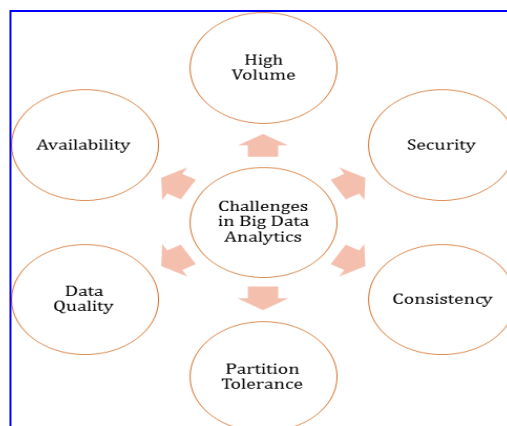 High
Volume
Availability
Security
Challenges
in Big Data
Analytics
Data
Quality
Consistency
Partition
Tolerance